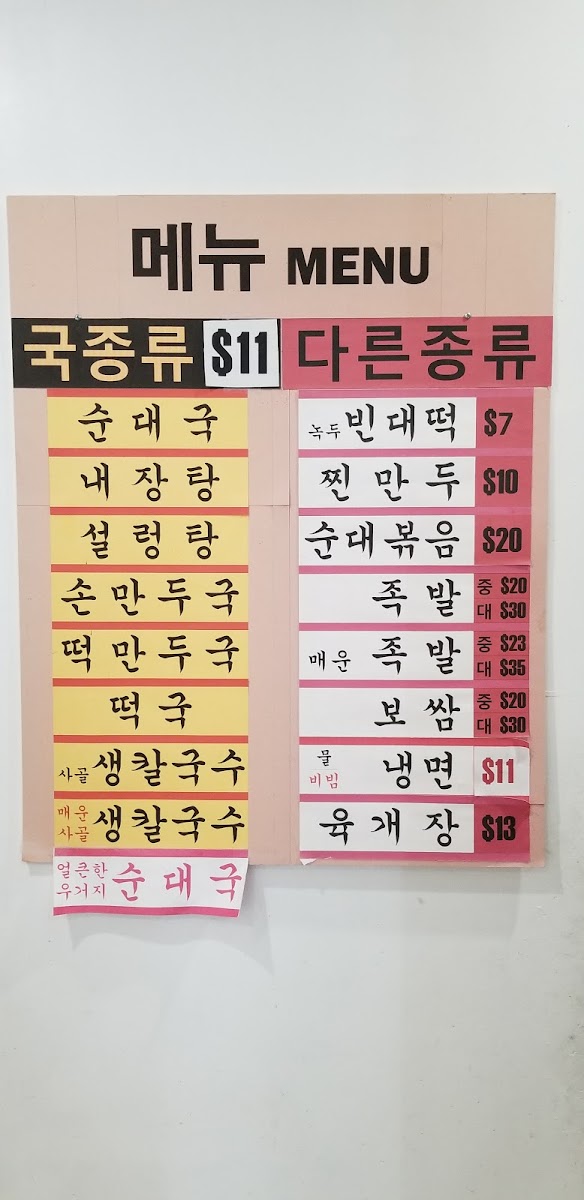 메뉴 MENU
국종류 $11
순대국
내장탕
설렁탕
손만두국
떡만두국
떡국
사골 생칼국수
매운 사골 생칼국수
얼큰한 우거지 순대국
다른종류
녹두 빈대떡 $7
찐만두 $10
순대볶음 $20
족발 중 $20 대 $30
매운 족발 중 $23 대 $35
보쌈 중 $20 대 $30
물 비빔 냉면 $11
육개장 $13